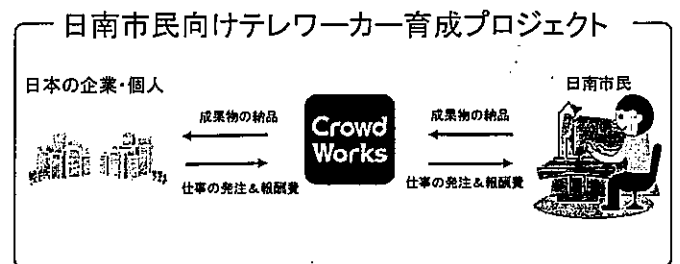 日南市民向けテレワーカー育成プロジェクト
日本の企業・個人
日南市民
成果物の納品
成果物の納品
Crowd
Works
仕事の発注＆報酬費
仕事の発注＆報酬費